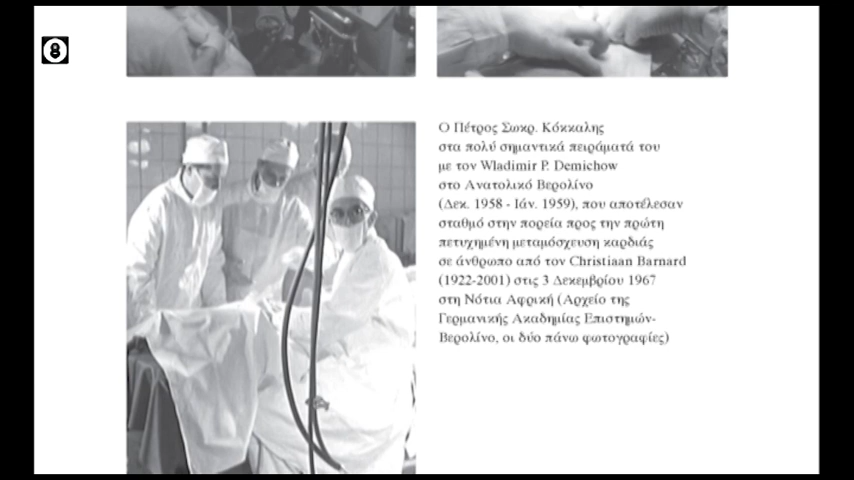 8
Ο Πέτρος Σωκρ. Κόκκαλης
στα πολύ σημαντικά πειράματά του
με τον Wladimir P. Demichow
στο Ανατολικό Βερολίνο
(Δεκ. 1958 - Ιάν. 1959), που αποτέλεσαν
σταθμό στην πορεία προς την πρώτη
πετυχημένη μεταμόσχευση καρδιάς
σε άνθρωπο από τον Christiaan Barnard
(1922-2001) στις 3 Δεκεμβρίου 1967
στη Νότια Αφρική (Αρχείο της
Γερμανικής Ακαδημίας Επιστημών-
Βερολίνο, οι δύο πάνω φωτογραφίες)